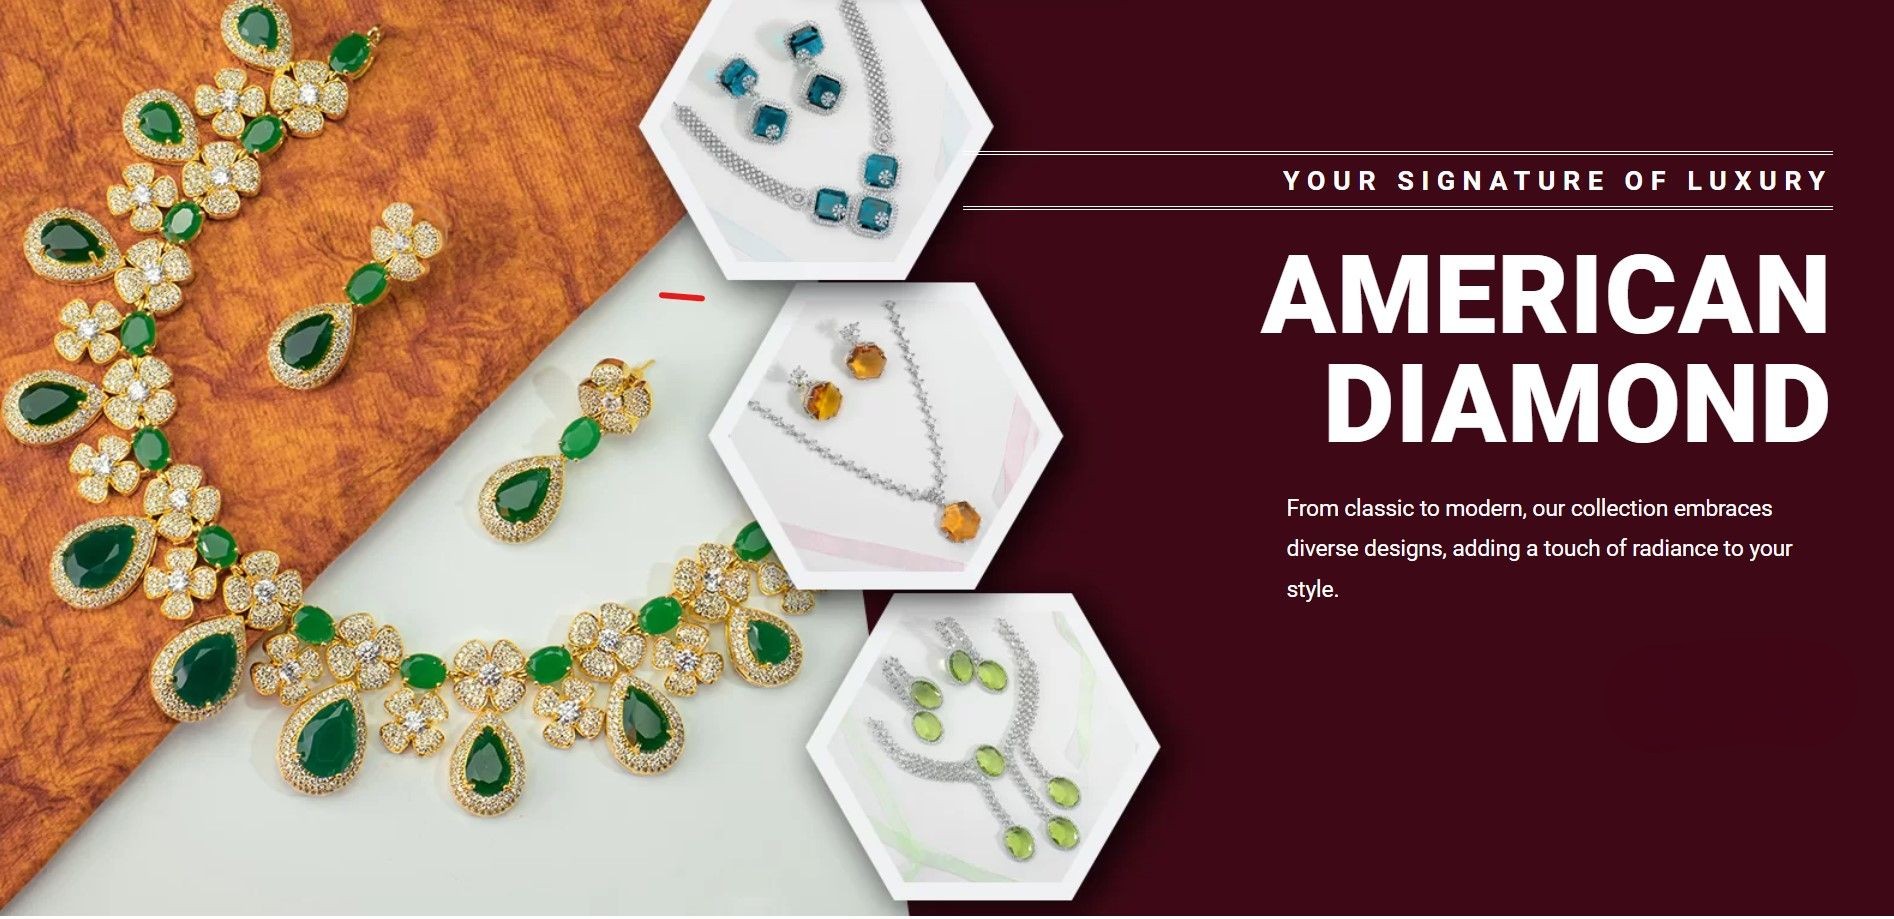 YOUR SIGNATURE OF LUXURY
AMERICAN
DIAMOND
From classic to modern, our collection embraces
diverse designs, adding a touch of radiance to your
style.